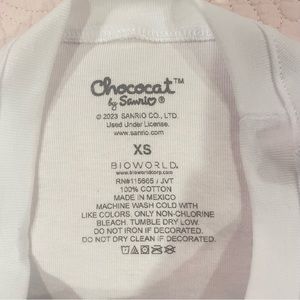 Chococat™
by Sanrio®
© 2023 SANRIO CO., LTD.
Used Under License.
www.sanrio.com
XS
BIOWORLD.
www.bioworldcorp.com
RN#115665 / JVT
100% COTTON
MADE IN MEXICO
MACHINE WASH COLD WITH
LIKE COLORS. ONLY NON-CHLORINE
BLEACH. TUMBLE DRY LOW.
DO NOT IRON IF DECORATED.
DO NOT DRY CLEAN IF DECORATED.